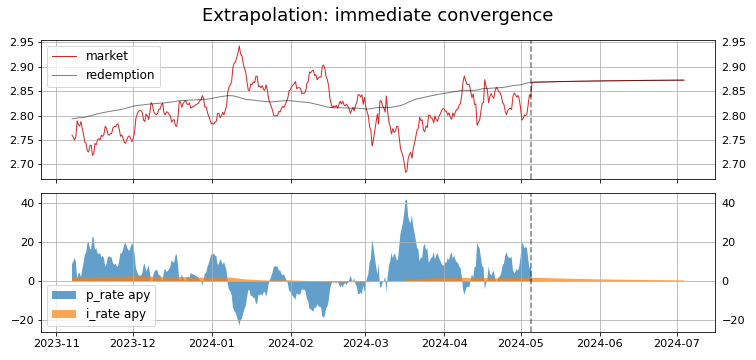 Extrapolation: immediate convergence
2.95 2.95
market
2.90 2.90
redemption
2.85 2.85
2.80 2.80
2.75 2.75
2.70 2.70
40 40
20 20
0 0
p_rate apy
i_rate apy
−20 −20
2023-11 2023-12 2024-01 2024-02 2024-03 2024-04 2024-05 2024-06 2024-07